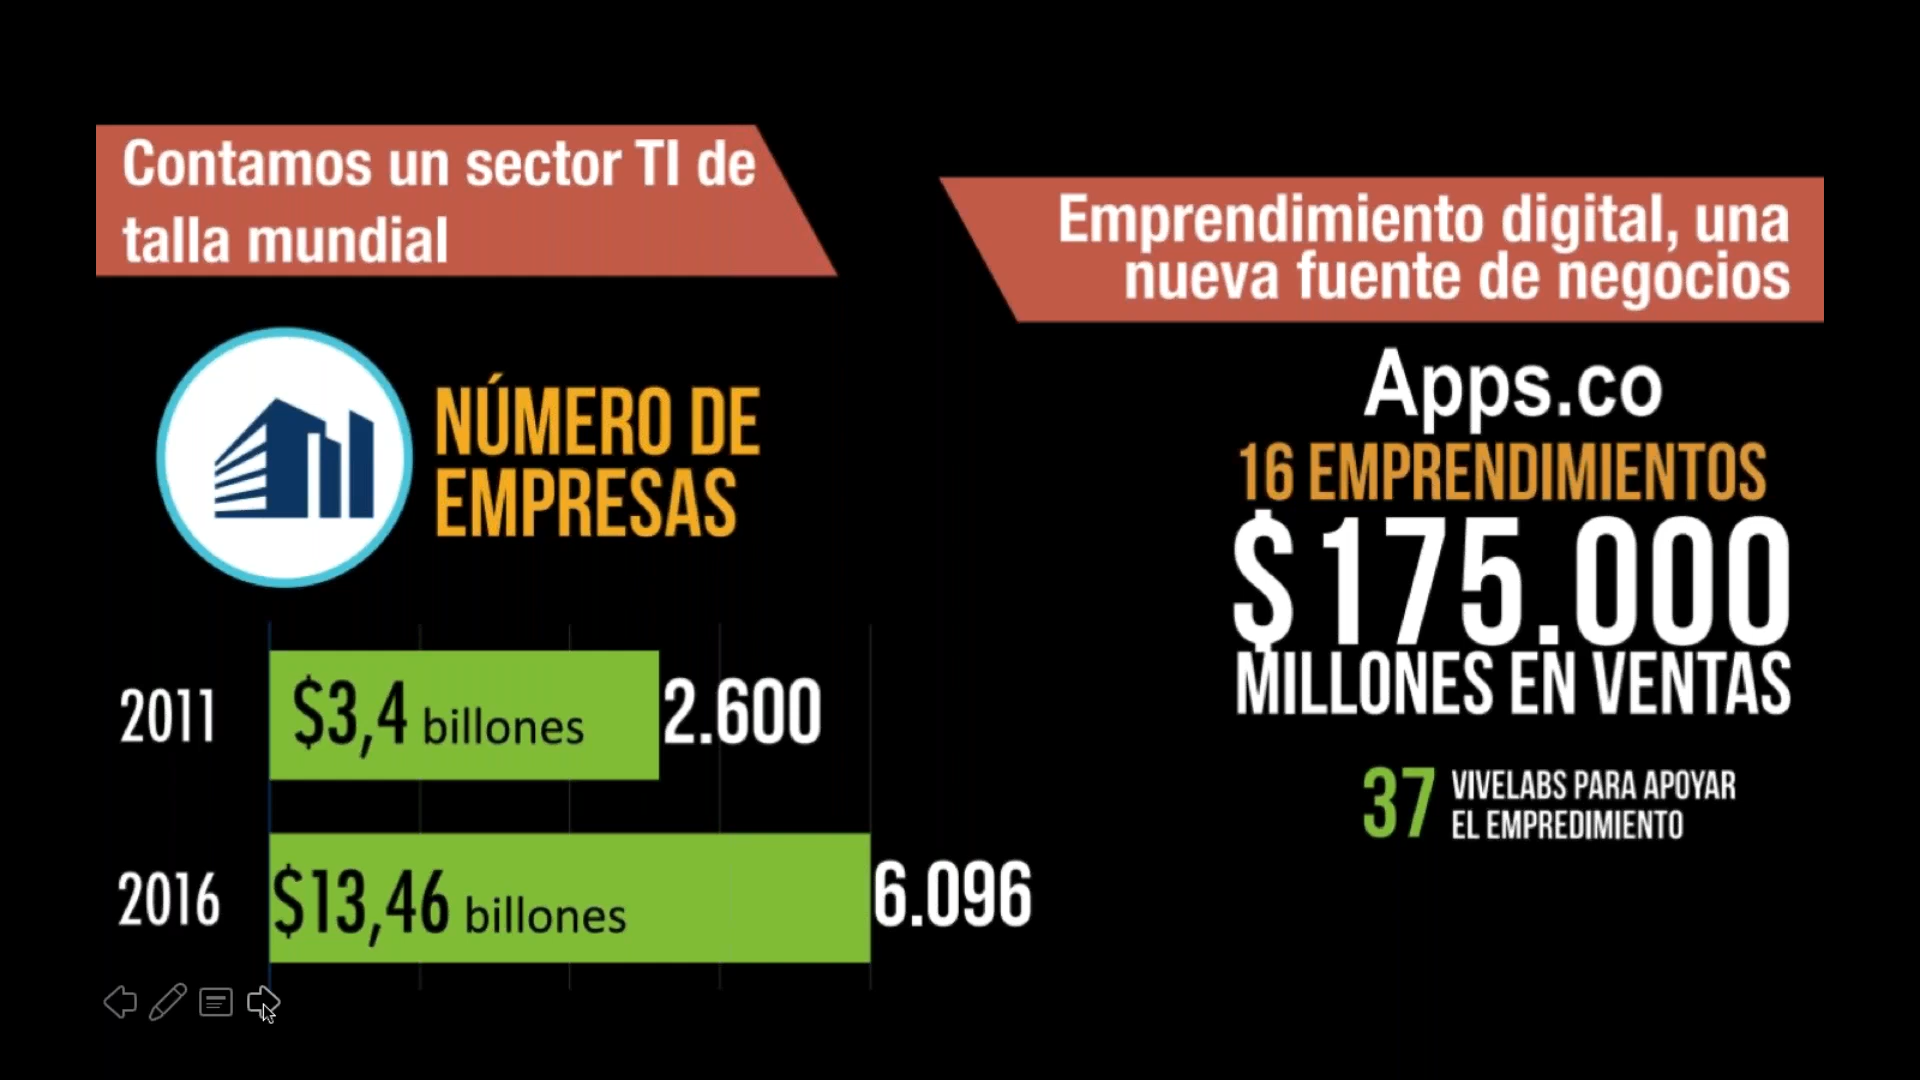 Contamos un sector TI de
talla mundial
NÚMERO DE
EMPRESAS
2011
$3,4 billones
2.600
2016
$13,46 billones
6.096
Emprendimiento digital, una
nueva fuente de negocios
Apps.co
16 EMPRENDIMIENTOS
$175.000
MILLONES EN VENTAS
37
VIVELABS PARA APOYAR
EL EMPREDIMIENTO